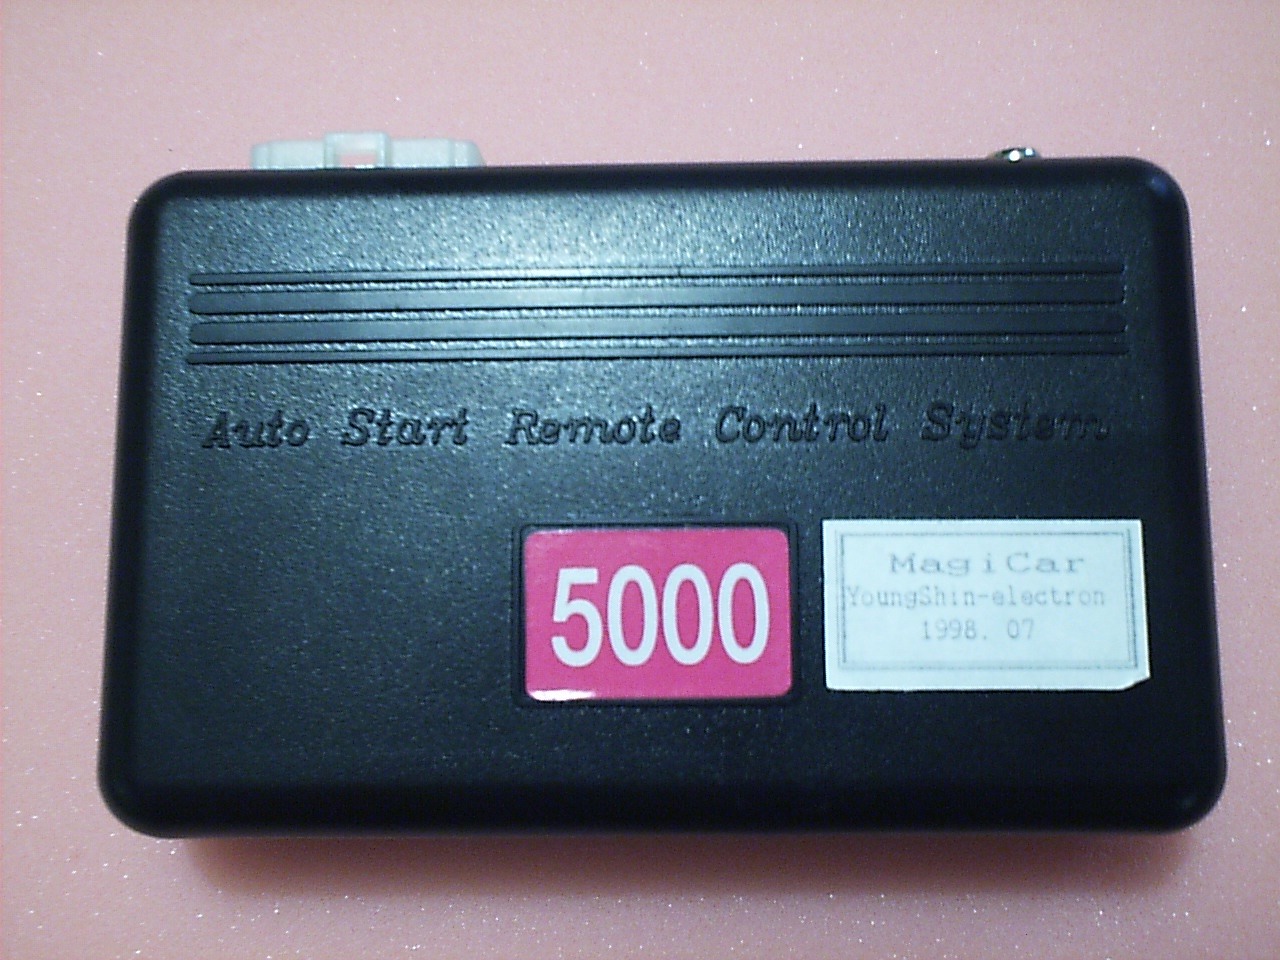 Auto Start Remote Control System
5000
MagiCar
YoungShin-electron
1998. 07